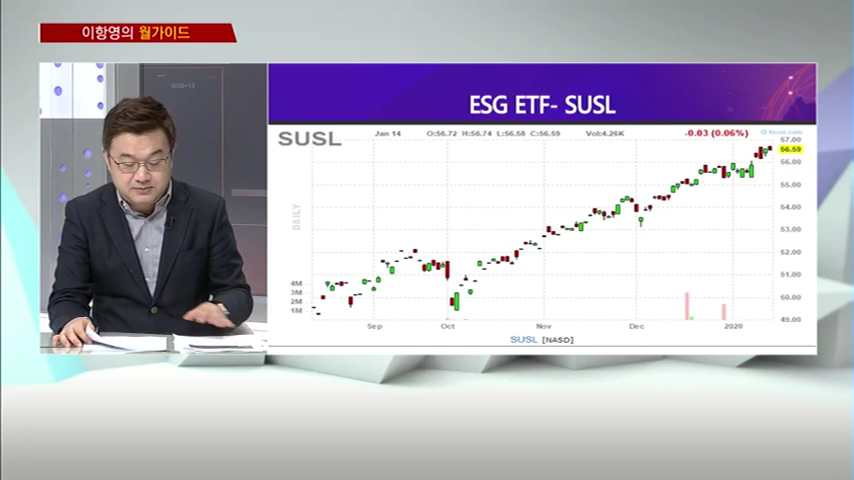 이항영의 월가이드
ESG ETF- SUSL
SUSL
Jan 14 O:56.72 H:56.74 L:56.58 C:56.59 Vol:4.26K -0.03 (0.06%)
57.00
56.59
56.00
55.00
54.00
53.00
52.00
51.00
50.00
49.00
DAILY
4M
3M
2M
1M
Sep Oct Nov Dec 2020
SUSL [NASD]